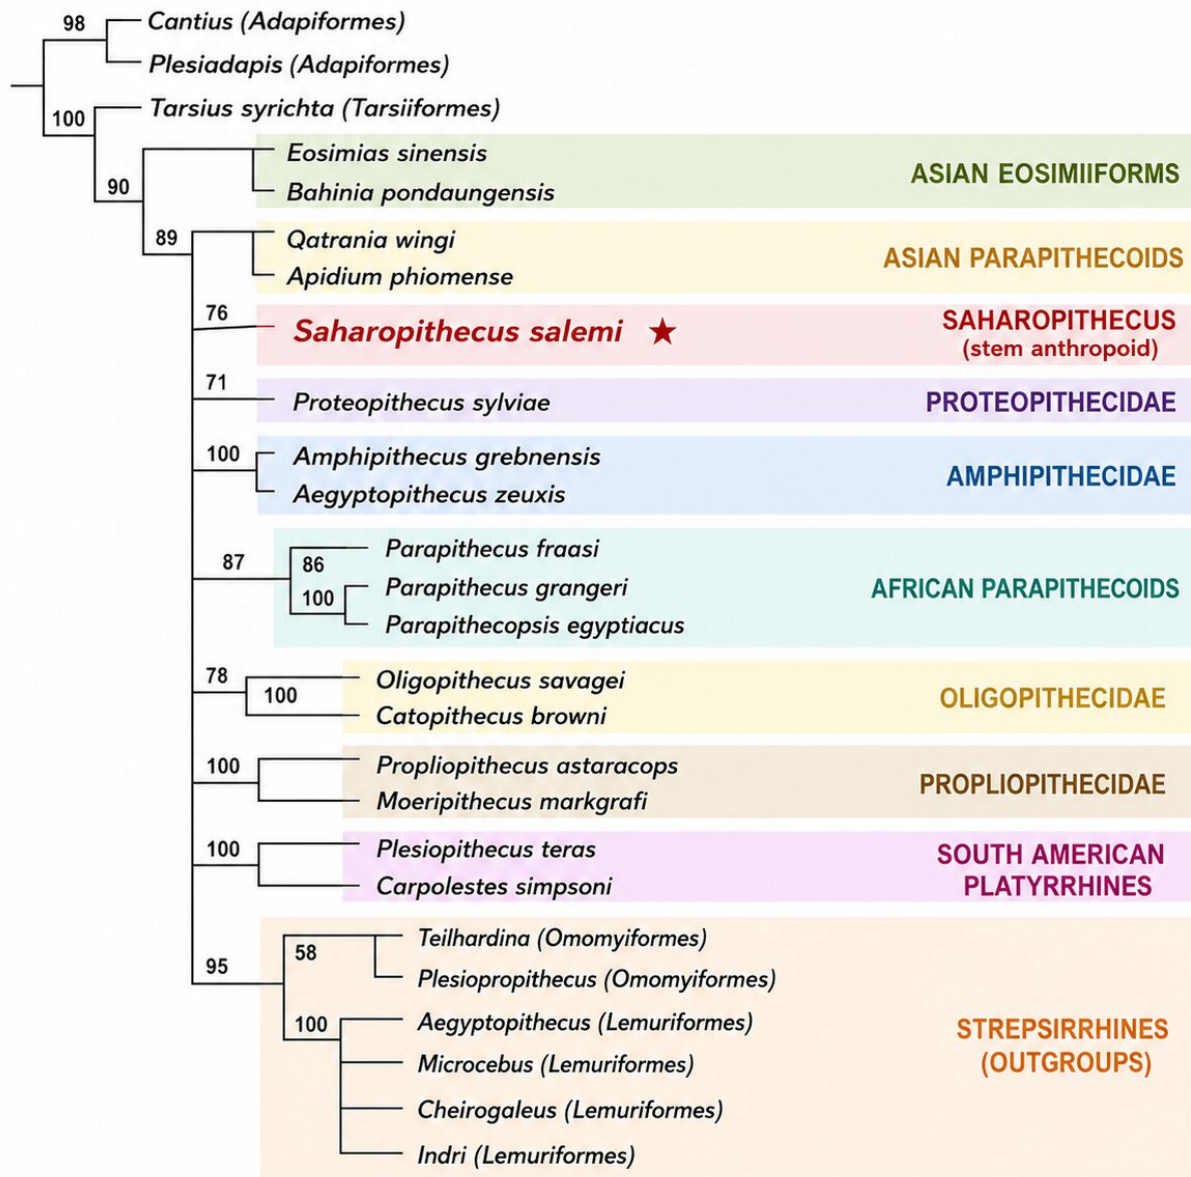 98
Cantius (Adapiformes)
Plesiadapis (Adapiformes)
100
Tarsius syrichta (Tarsiiformes)
90
Eosimias sinensis
Bahinia pondaungensis
ASIAN EOSIMIIFORMS
89
Qatrania wingi
Apidium phiomense
ASIAN PARAPITHECOIDS
76
Saharopithecus salemi ★
SAHAROPITHECUS
(stem anthropoid)
71
Proteopithecus sylviae
PROTEOPITHECIDAE
100
Amphipithecus grebnensis
Aegyptopithecus zeuxis
AMPHIPITHECIDAE
87
86
100
Parapithecus fraasi
Parapithecus grangeri
Parapithecopsis egyptiacus
AFRICAN PARAPITHECOIDS
78
100
Oligopithecus savagei
Catopithecus browni
OLIGOPITHECIDAE
100
Propliopithecus astaracops
Moeripithecus markgrafi
PROPLIOPITHECIDAE
100
Plesiopithecus teras
Carpolestes simpsoni
SOUTH AMERICAN
PLATYRRHINES
95
58
Teilhardina (Omomyiformes)
Plesiopropithecus (Omomyiformes)
100
Aegyptopithecus (Lemuriformes)
Microcebus (Lemuriformes)
Cheirogaleus (Lemuriformes)
Indri (Lemuriformes)
STREPSIRRHINES
(OUTGROUPS)